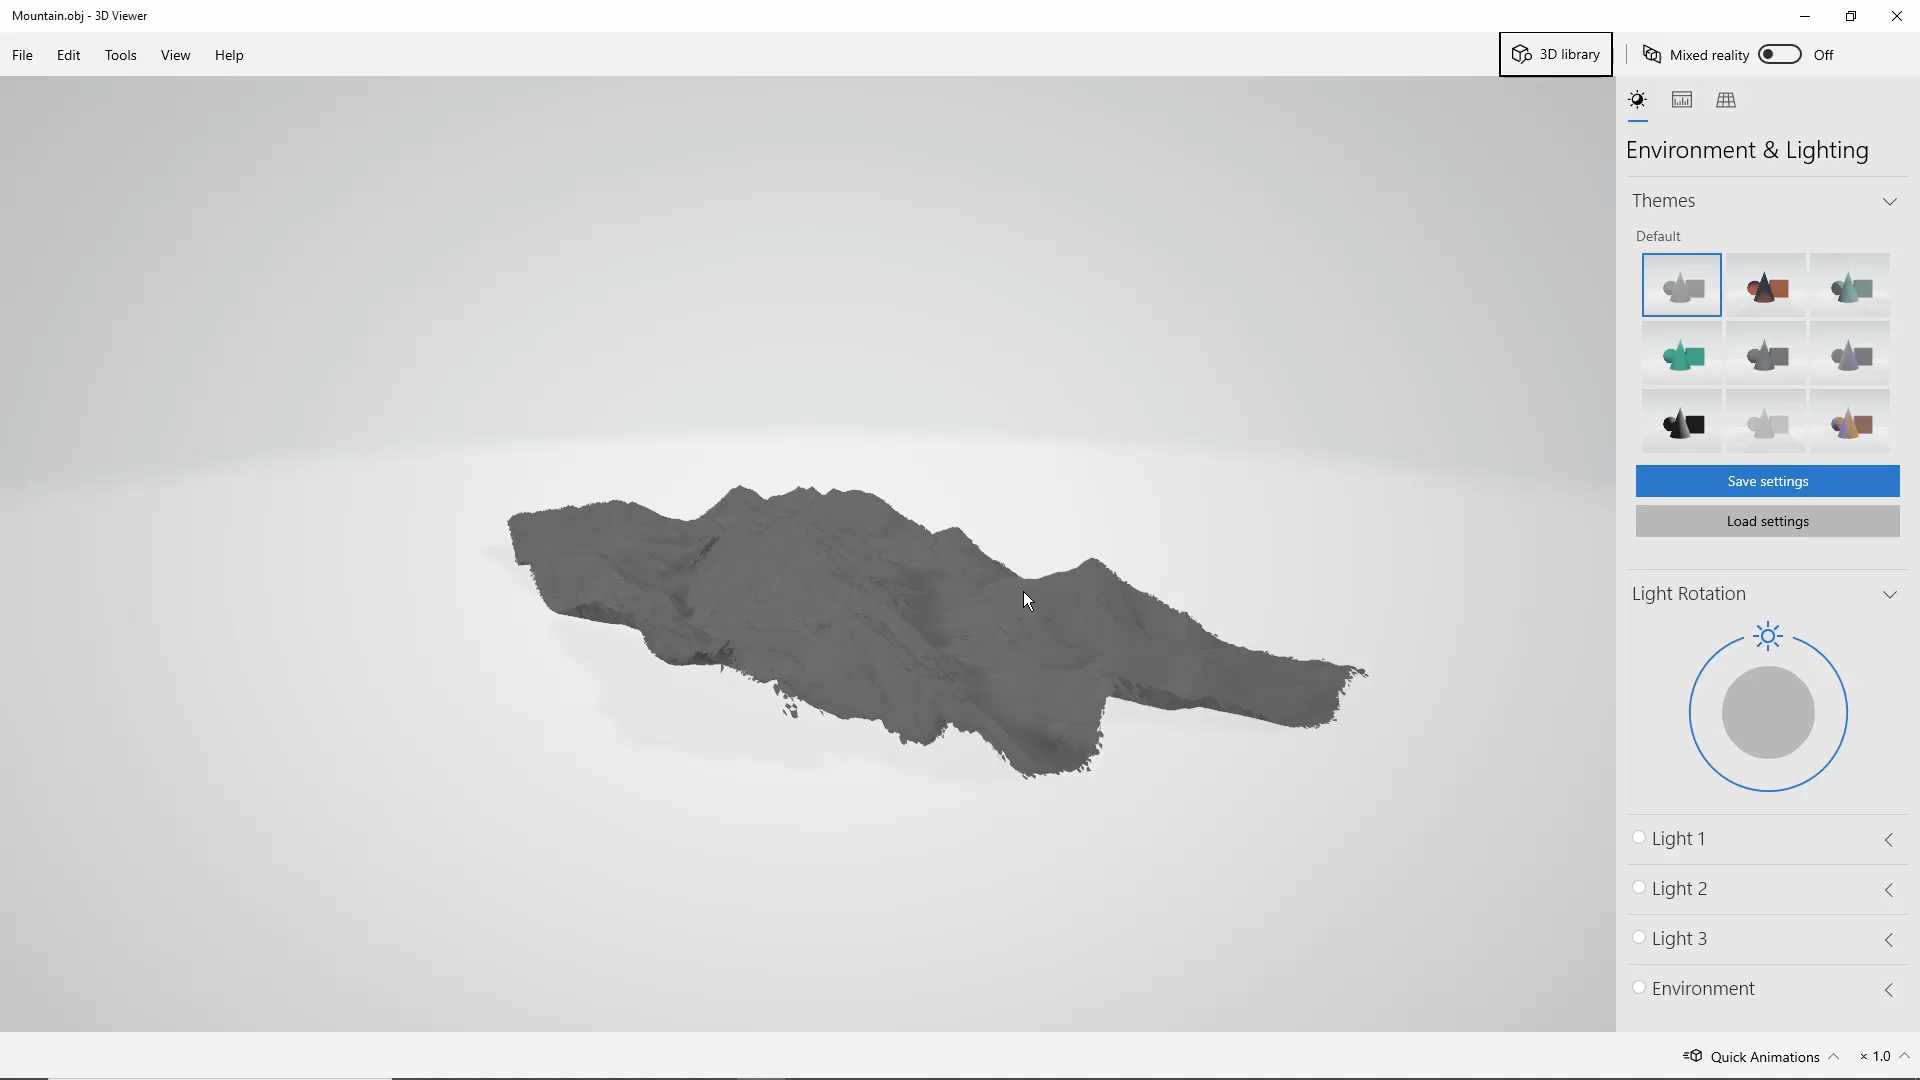 Mountain.obj - 3D Viewer
File Edit Tools View Help
3D library
Mixed reality Off
Environment & Lighting
Themes
Default
Save settings
Load settings
Light Rotation
Light 1
Light 2
Light 3
Environment
Quick Animations × 1.0